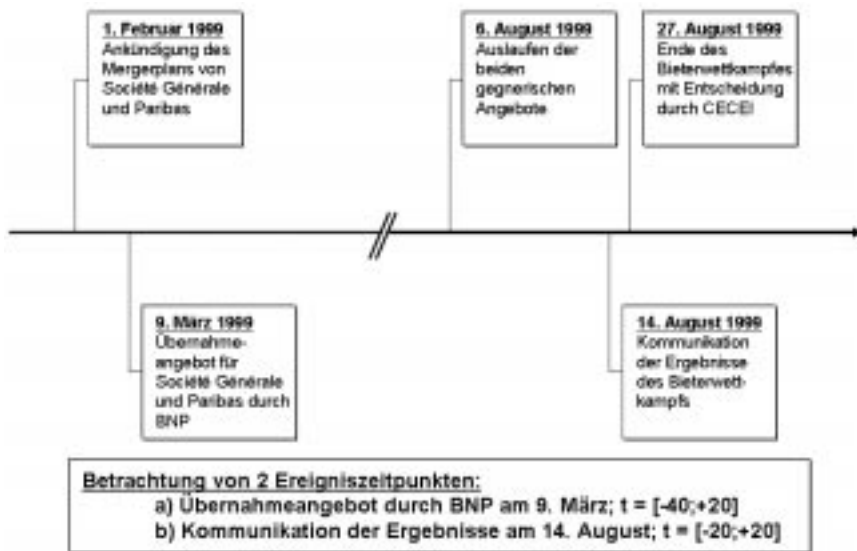 1. Februar 1999
Ankündigung des
Mergerplans von
Société Générale
und Paribas
6. August 1999
Auslaufen der
beiden
gegnerischen
Angebote
27. August 1999
Ende des
Bieterwettkampfes
mit Entscheidung
durch CECEI
9. März 1999
Übernahme-
angebot für
Société Générale
und Paribas durch
BNP
14. August 1999
Kommunikation
der Ergebnisse
des Bieterwett-
kampfs
Betrachtung von 2 Ereigniszeitpunkten:
a) Übernahmeangebot durch BNP am 9. März; t = [-40;+20]
b) Kommunikation der Ergebnisse am 14. August; t = [-20;+20]